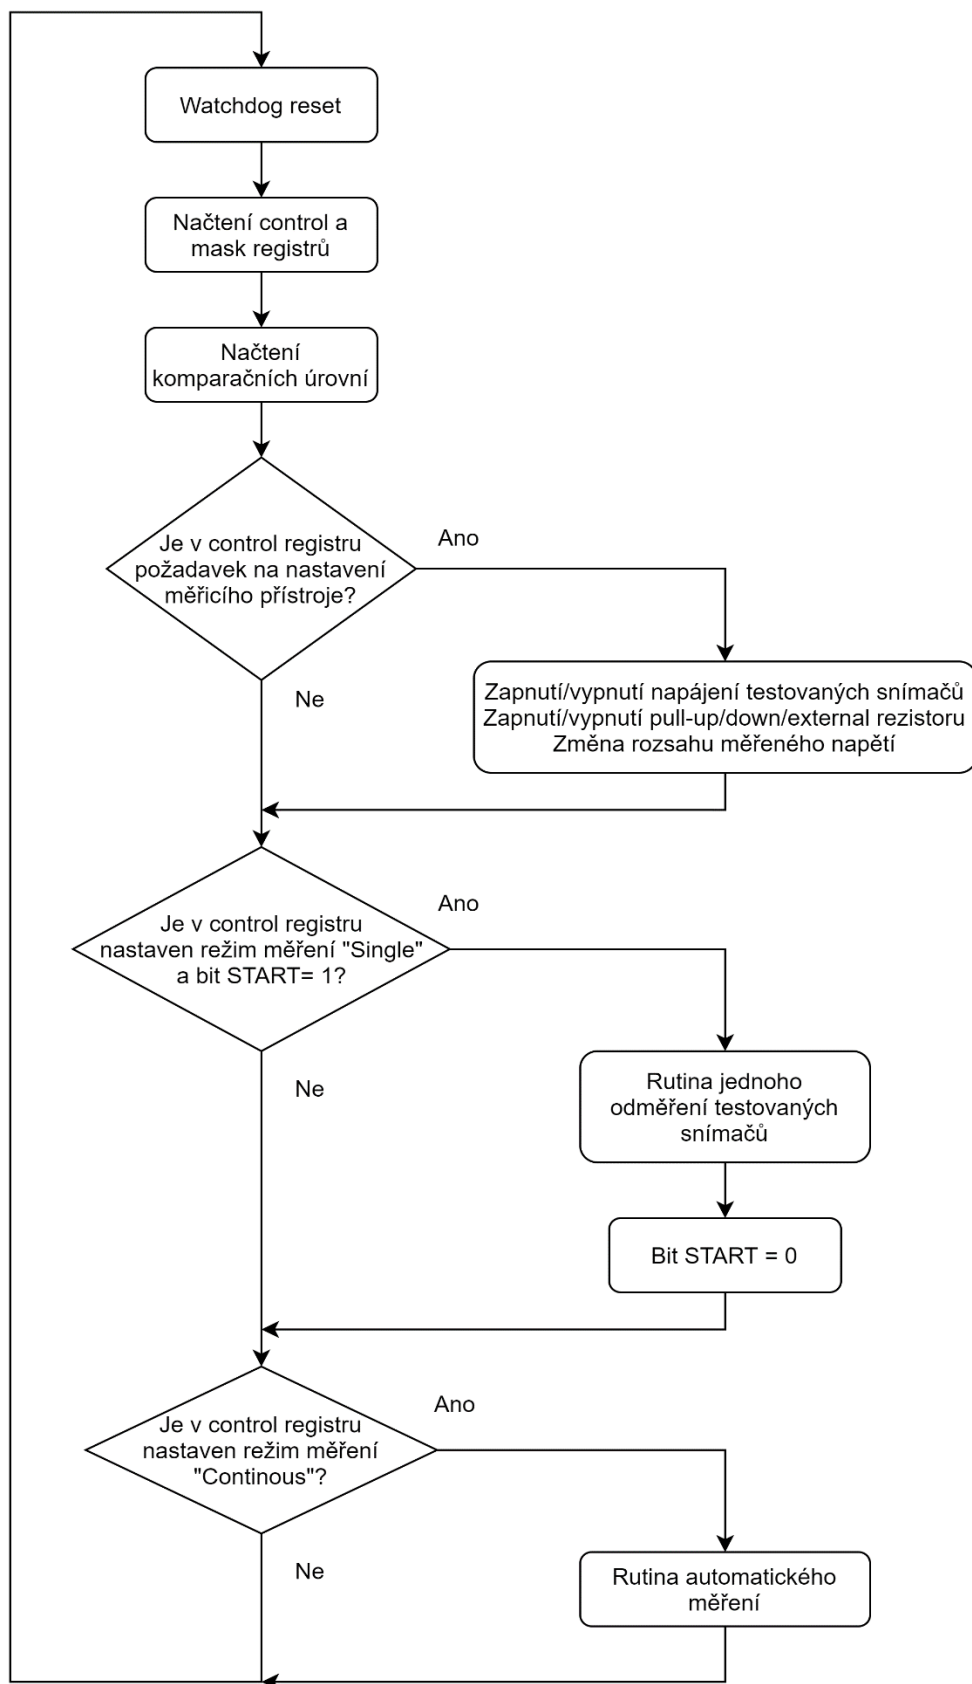 Watchdog reset
Načtení control a
mask registrů
Načtení
komparačních úrovní
Je v control registru
požadavek na nastavení
měřicího přístroje?
Ano
Ne
Zapnutí/vypnutí napájení testovaných snímačů
Zapnutí/vypnutí pull-up/down/external rezistoru
Změna rozsahu měřeného napětí
Je v control registru
nastaven režim měření "Single"
a bit START= 1?
Ano
Ne
Rutina jednoho
odměření testovaných
snímačů
Bit START = 0
Je v control registru
nastaven režim měření
"Continous"?
Ano
Ne
Rutina automatického
měření